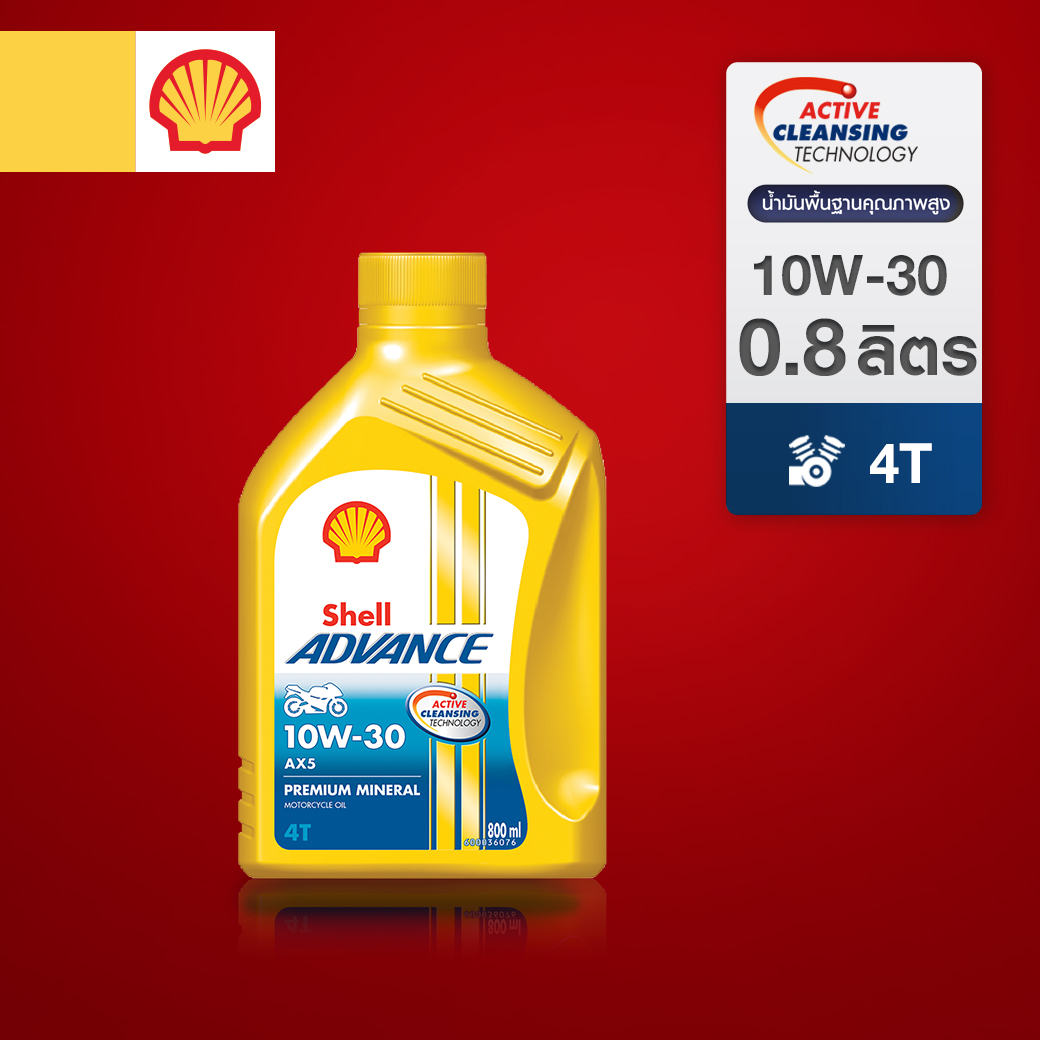 ACTIVE
CLEANSING
TECHNOLOGY
น้ำมันพื้นฐานคุณภาพสูง
10W-30
0.8 ลิตร
4T
Shell
ADVANCE
ACTIVE
CLEANSING
TECHNOLOGY
10W-30
AX5
PREMIUM MINERAL
MOTORCYCLE OIL
4T
800 ml
600036076